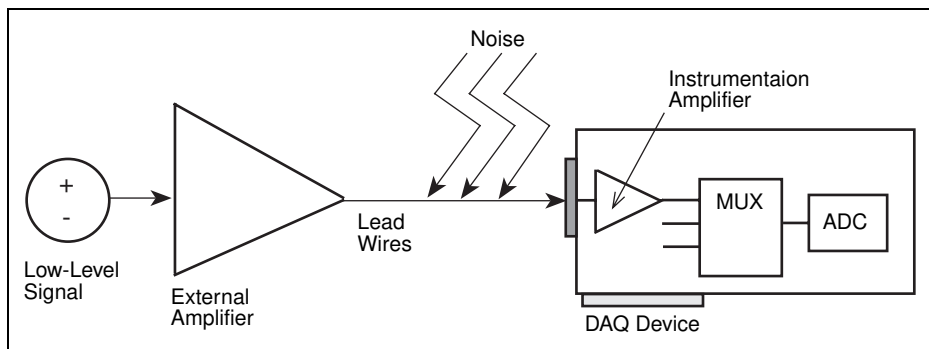 Noise
Instrumentaion
Amplifier
+
-
MUX
ADC
Lead
Wires
Low-Level
Signal
External
Amplifier
DAQ Device